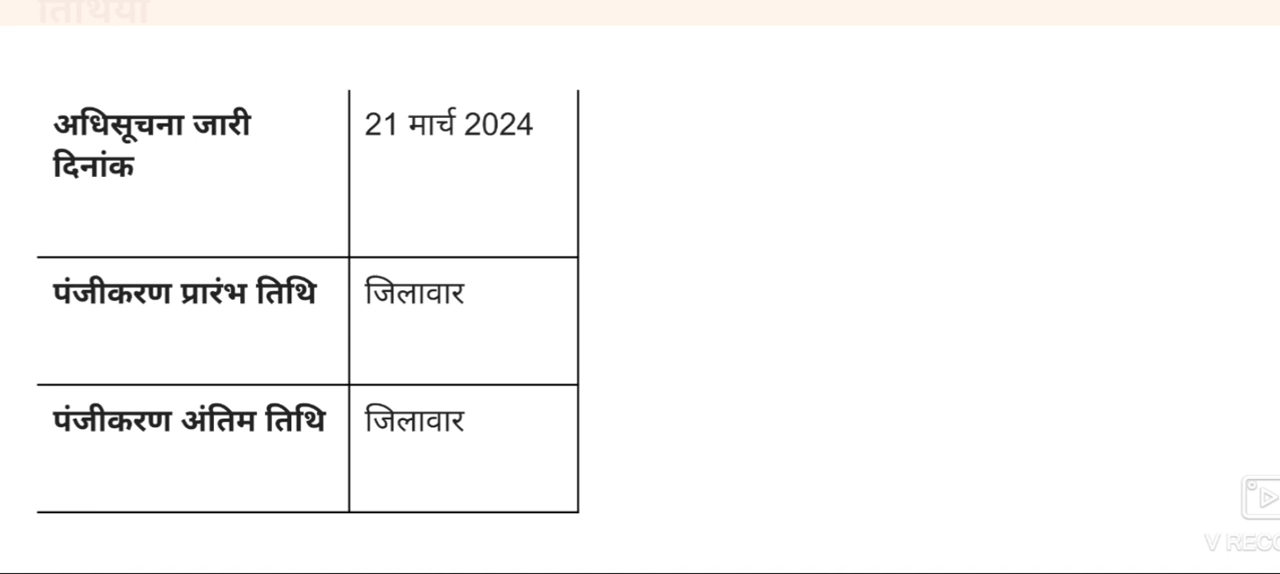 तिथियां
अधिसूचना जारी
दिनांक
21 मार्च 2024
पंजीकरण प्रारंभ तिथि
जिलावार
पंजीकरण अंतिम तिथि
जिलावार